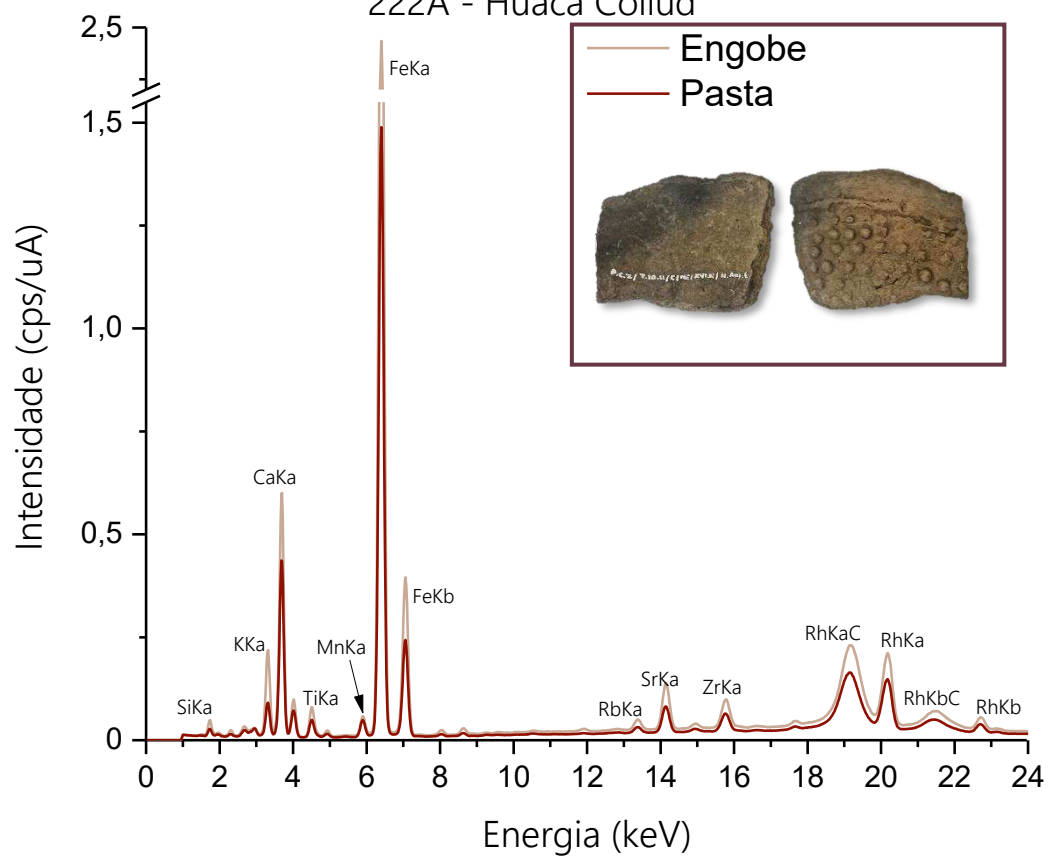 222A - Huaca Collud
2,5
Engobe
FeKa
Pasta
1,5
Intensidade (cps/uA)
1,0
CaKa
0,5
FeKb
KKa
MnKa
RhKaC
RhKa
SrKa
ZrKa
RhKbC
SiKa
TiKa
RbKa
RhKb
0
0 2 4 6 8 10 12 14 16 18 20 22 24
Energia (keV)